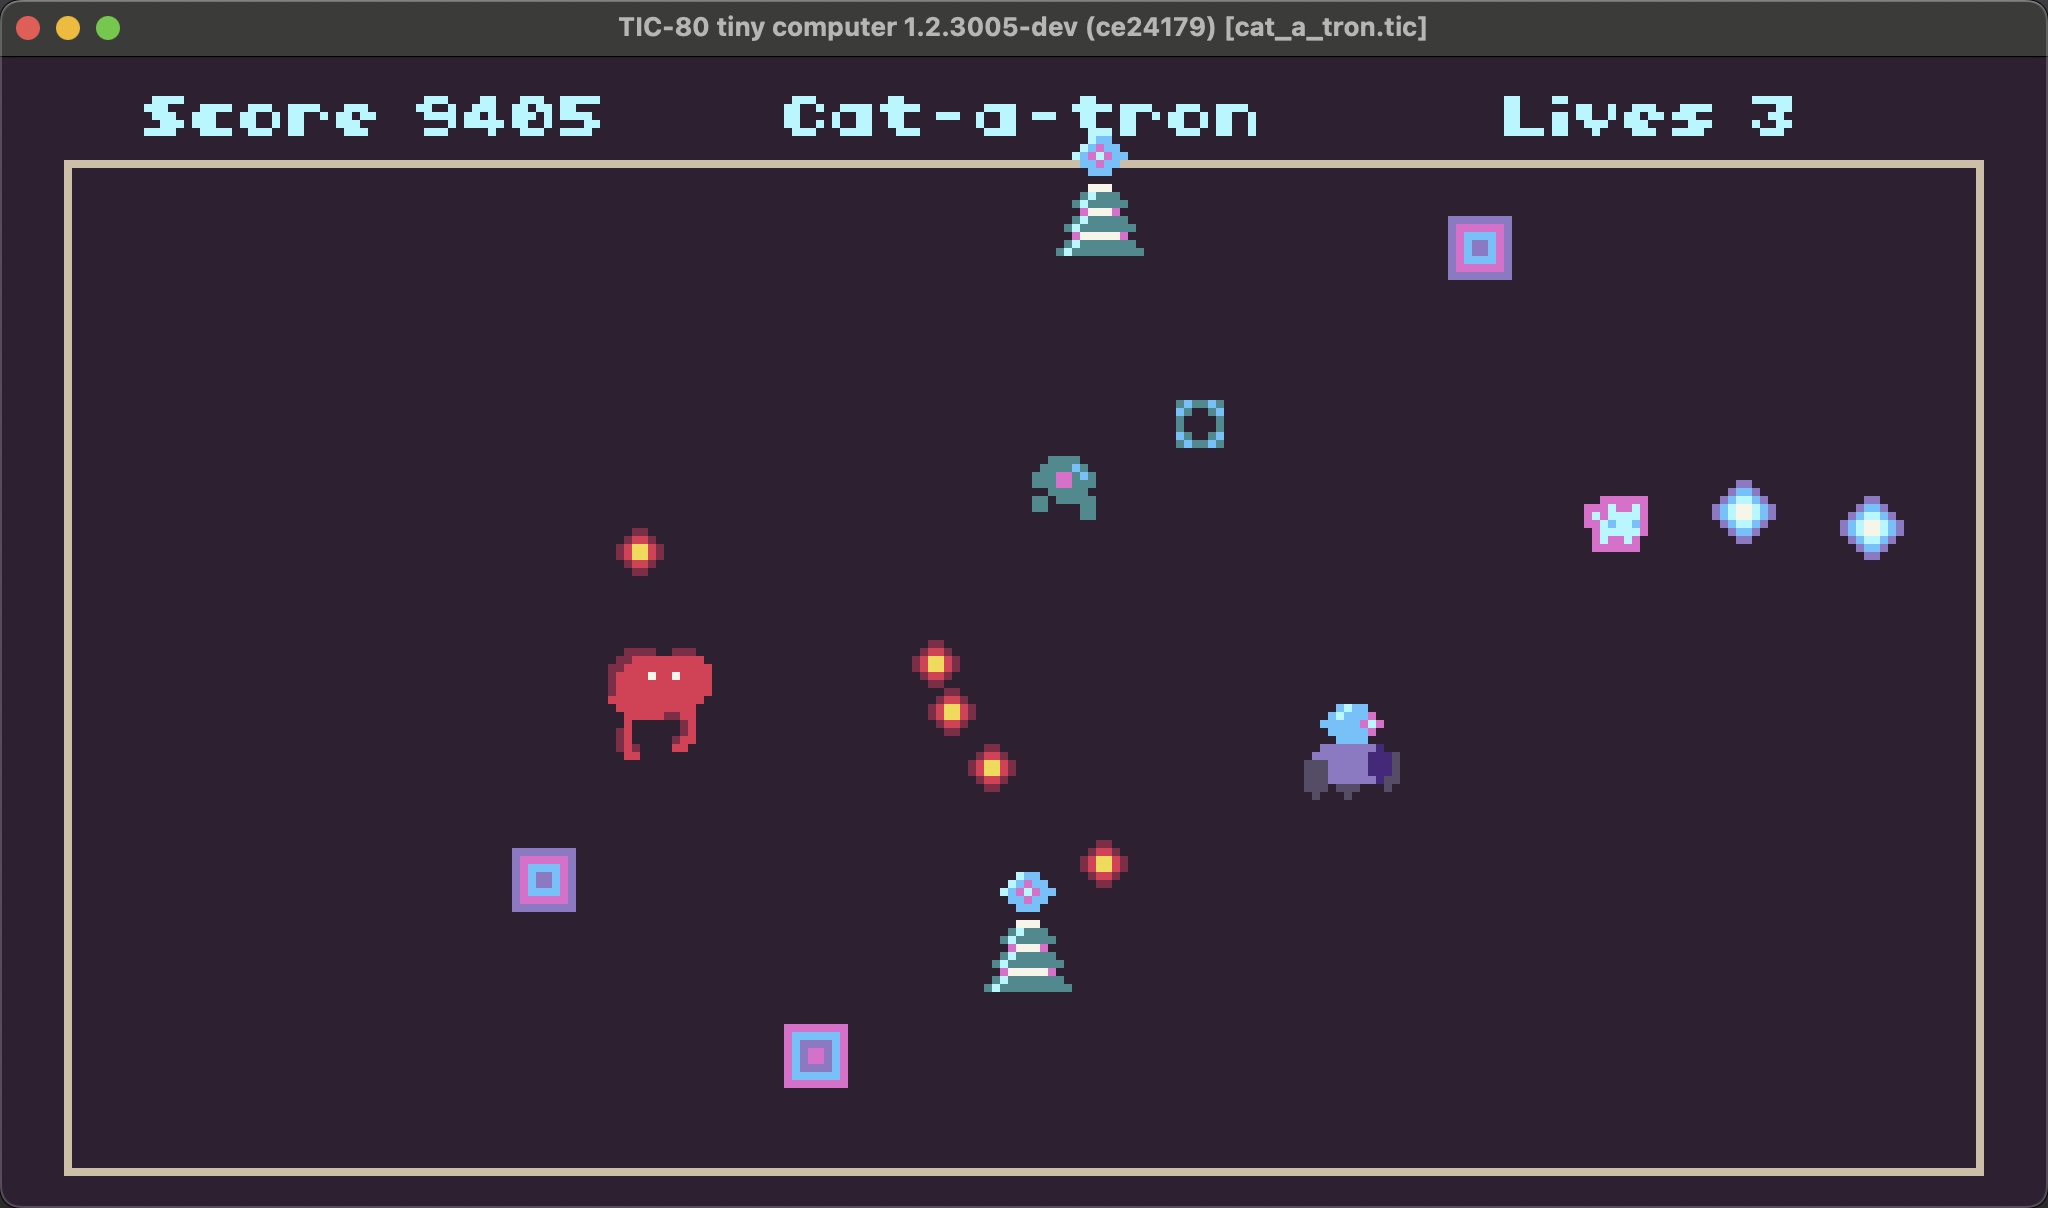 TIC-80 tiny computer 1.2.3005-dev (ce24179) [cat_a_tron.tic]
Score 9405 Cat-a-tron Lives 3